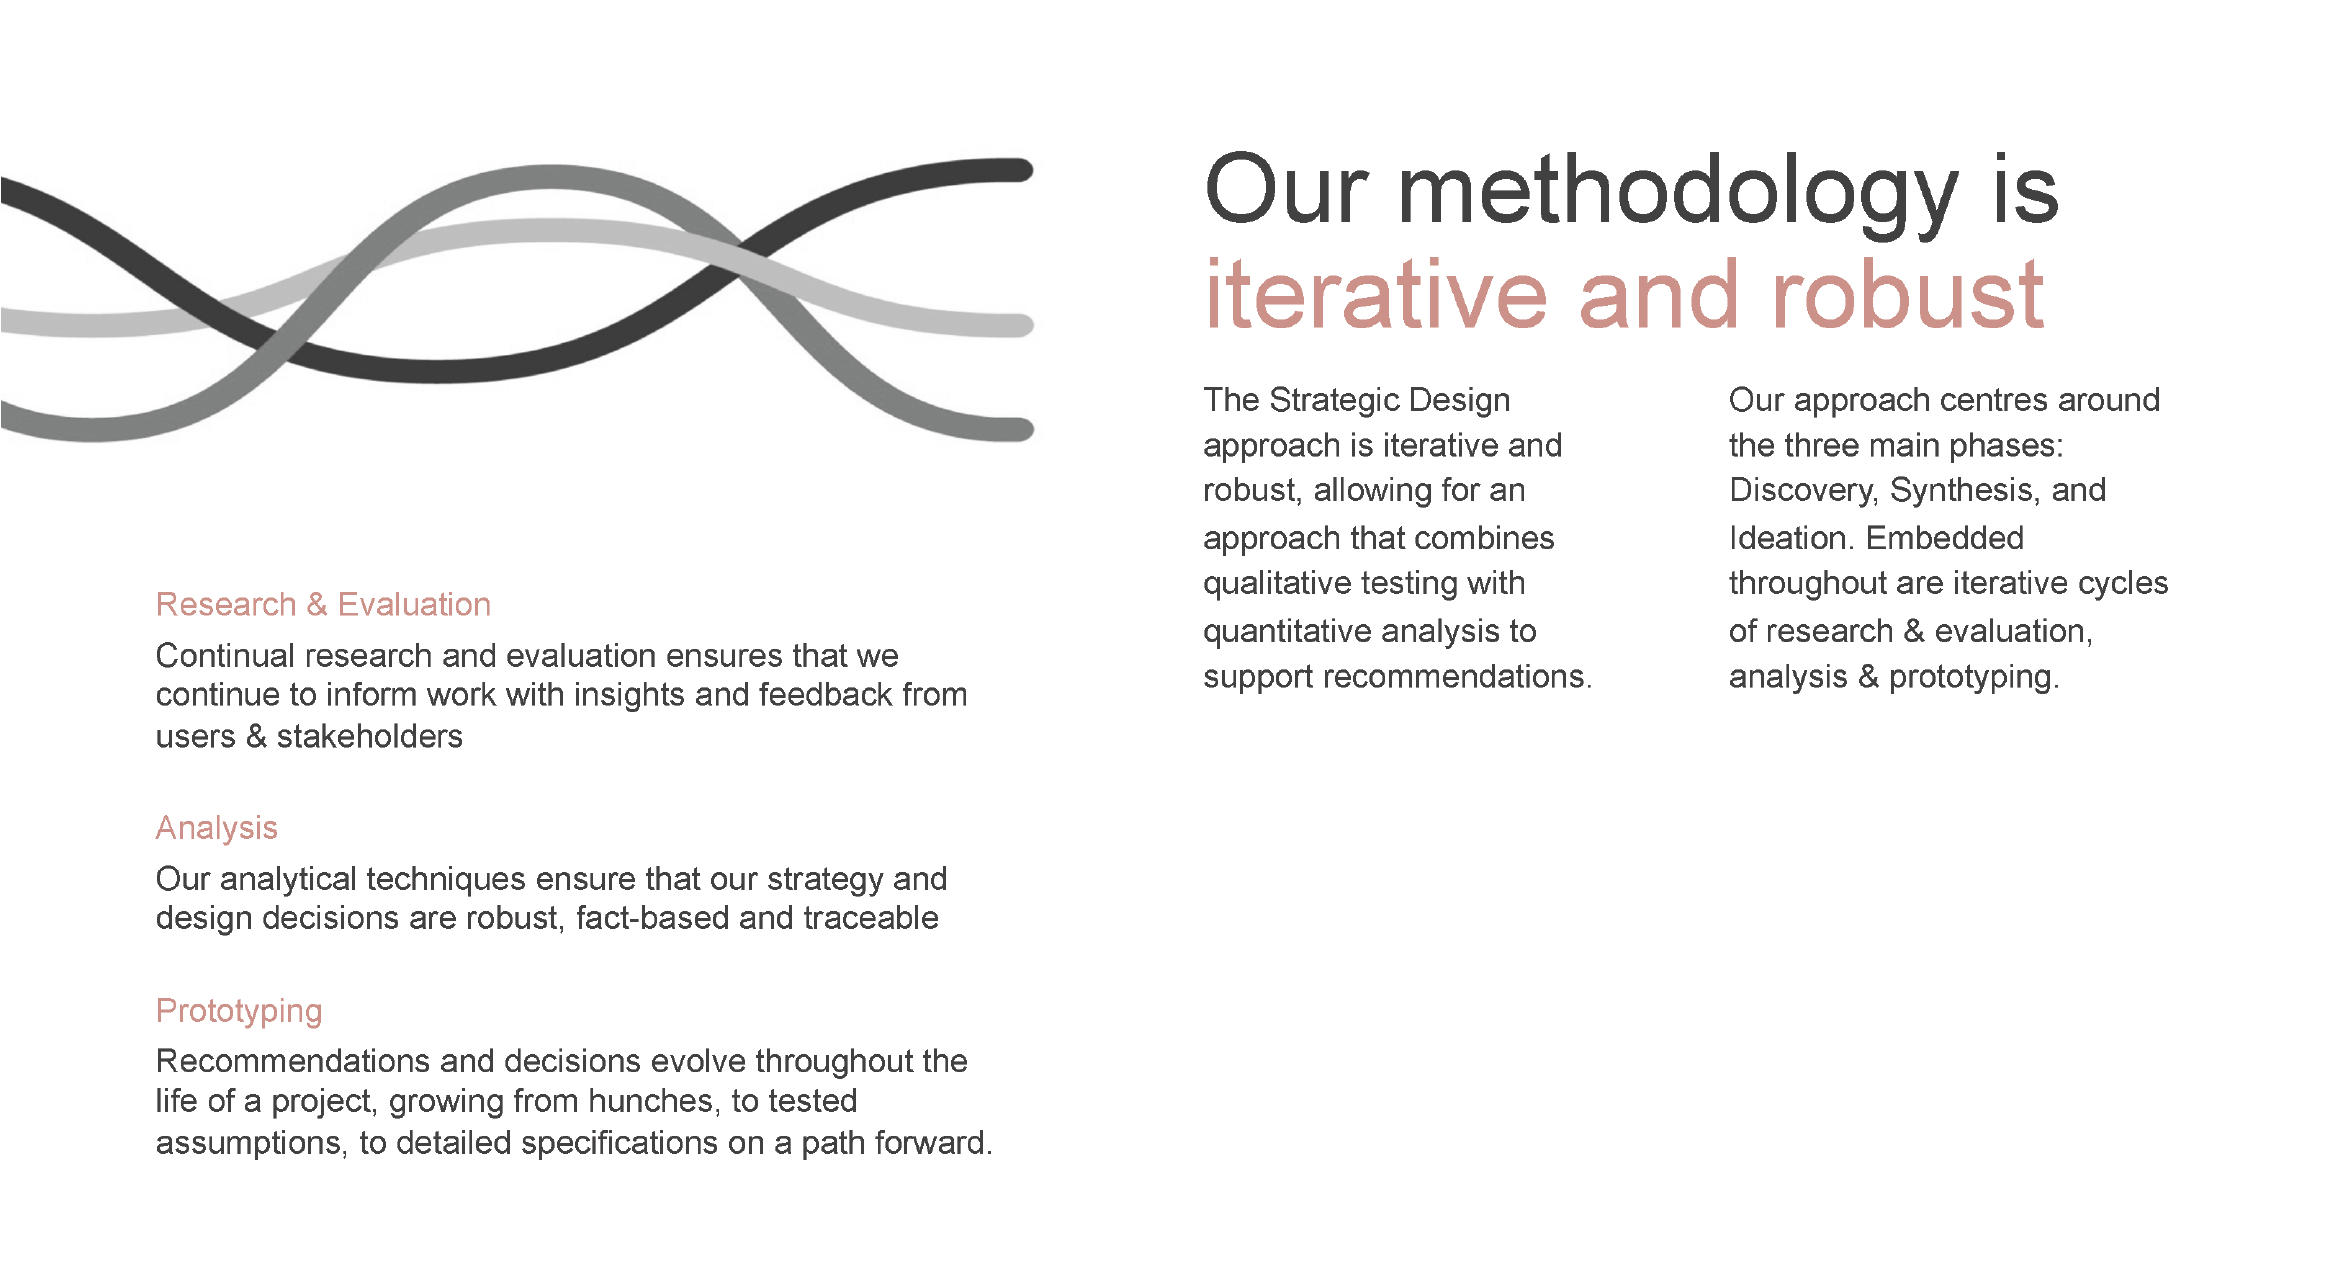 Our methodology is
iterative and robust
The Strategic Design
approach is iterative and
robust, allowing for an
approach that combines
qualitative testing with
quantitative analysis to
support recommendations.
Our approach centres around
the three main phases:
Discovery, Synthesis, and
Ideation. Embedded
throughout are iterative cycles
of research & evaluation,
analysis & prototyping.
Research & Evaluation
Continual research and evaluation ensures that we
continue to inform work with insights and feedback from
users & stakeholders
Analysis
Our analytical techniques ensure that our strategy and
design decisions are robust, fact-based and traceable
Prototyping
Recommendations and decisions evolve throughout the
life of a project, growing from hunches, to tested
assumptions, to detailed specifications on a path forward.